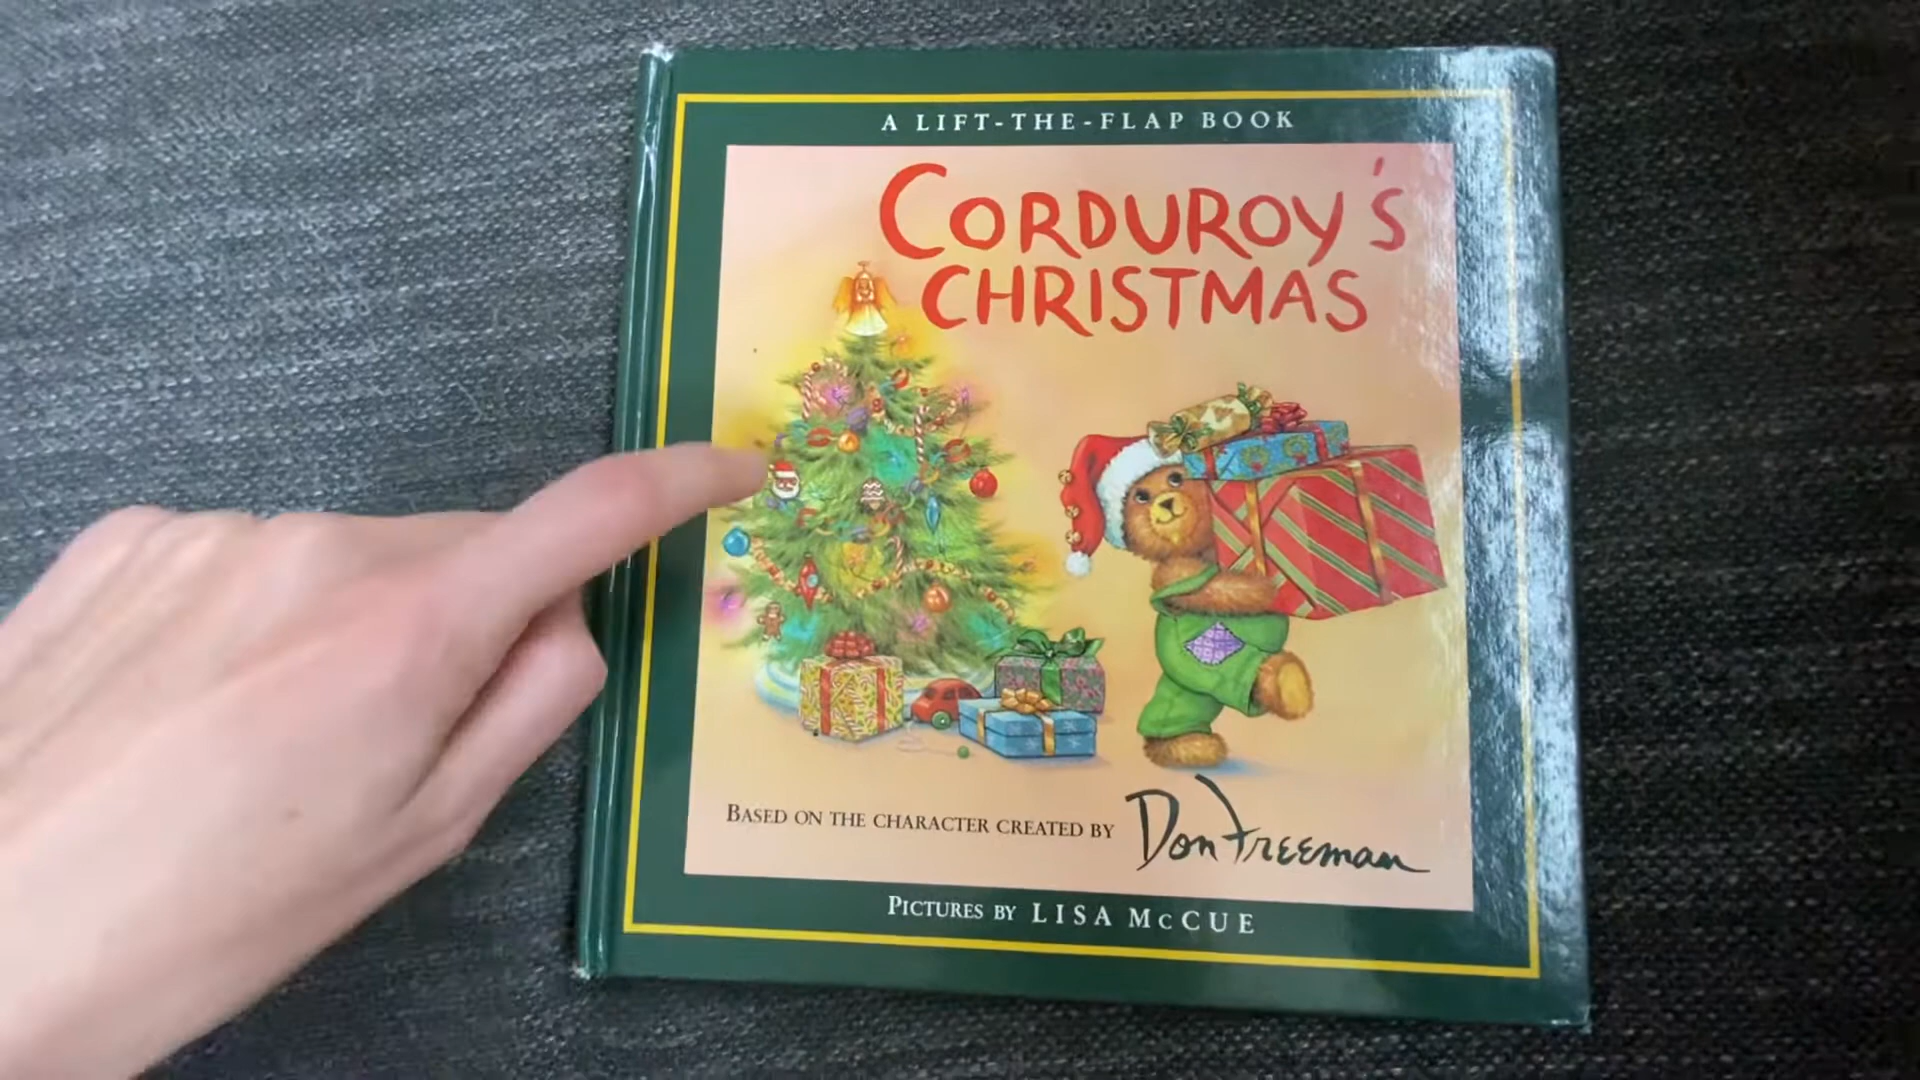 A LIFT-THE-FLAP BOOK
CORDUROY'S
CHRISTMAS
BASED ON THE CHARACTER CREATED BY Don Freeman
PICTURES BY LISA McCUE